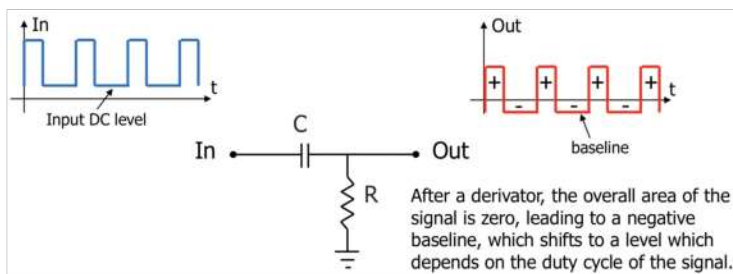 In
t
Input DC level
Out
+ + + +
- - -
t
baseline
C
In
Out
R
After a derivator, the overall area of the
signal is zero, leading to a negative
baseline, which shifts to a level which
depends on the duty cycle of the signal.